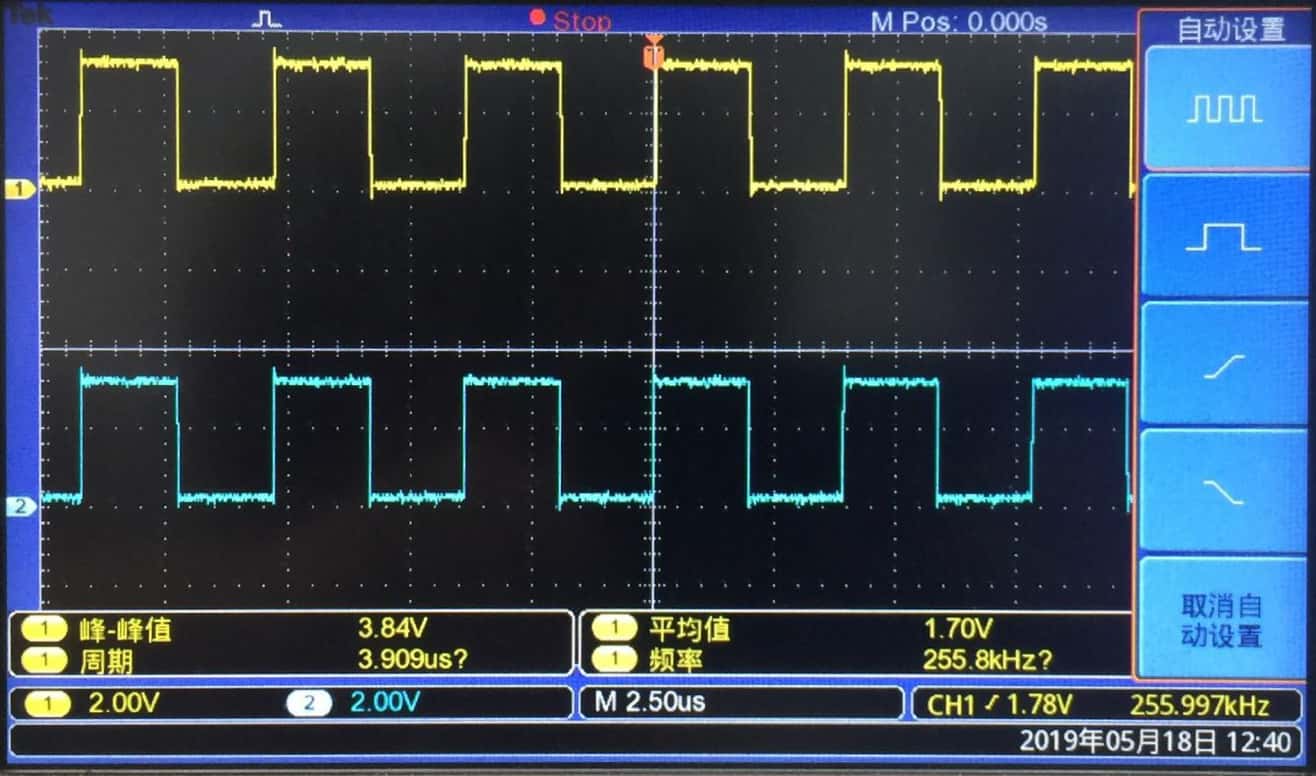 Tek Stop M Pos: 0.000s
自动设置
T
1
2
取消自
动设置
1 峰-峰值 3.84V
1 周期 3.909us?
1 平均值 1.70V
1 频率 255.8kHz?
1 2.00V 2 2.00V M 2.50us CH1 1.78V 255.997kHz
2019年05月18日 12:40